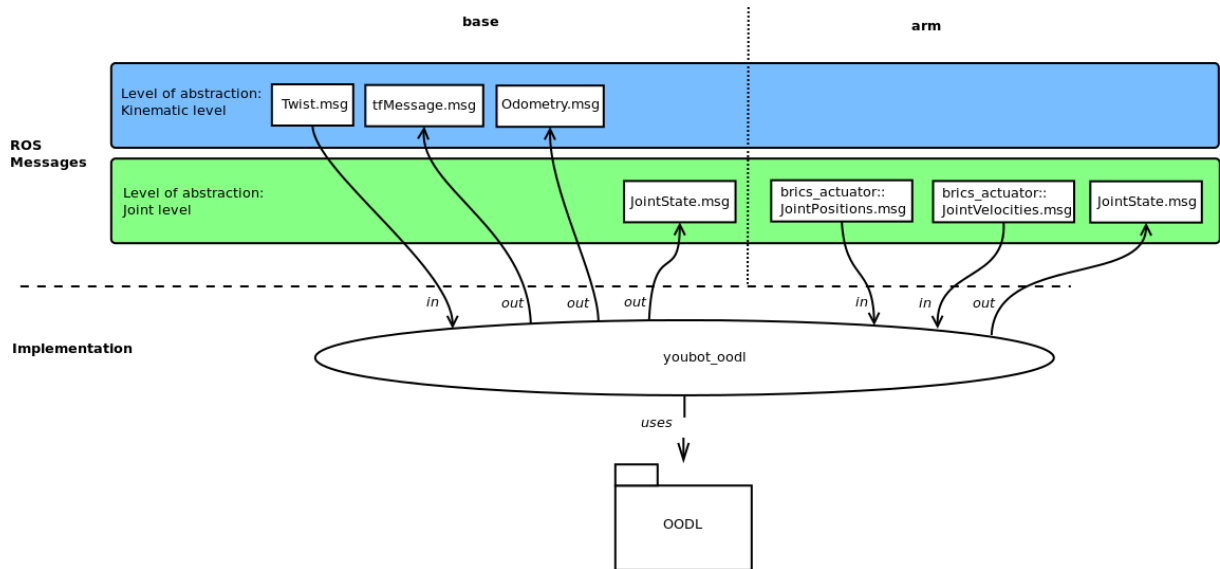 base
arm
Level of abstraction:
Kinematic level
Twist.msg
tfMessage.msg
Odometry.msg
ROS
Messages
Level of abstraction:
Joint level
JointState.msg
brics_actuator::
JointPositions.msg
brics_actuator::
JointVelocities.msg
JointState.msg
in
out
out
out
in
in
out
Implementation
youbot_oodl
uses
OODL